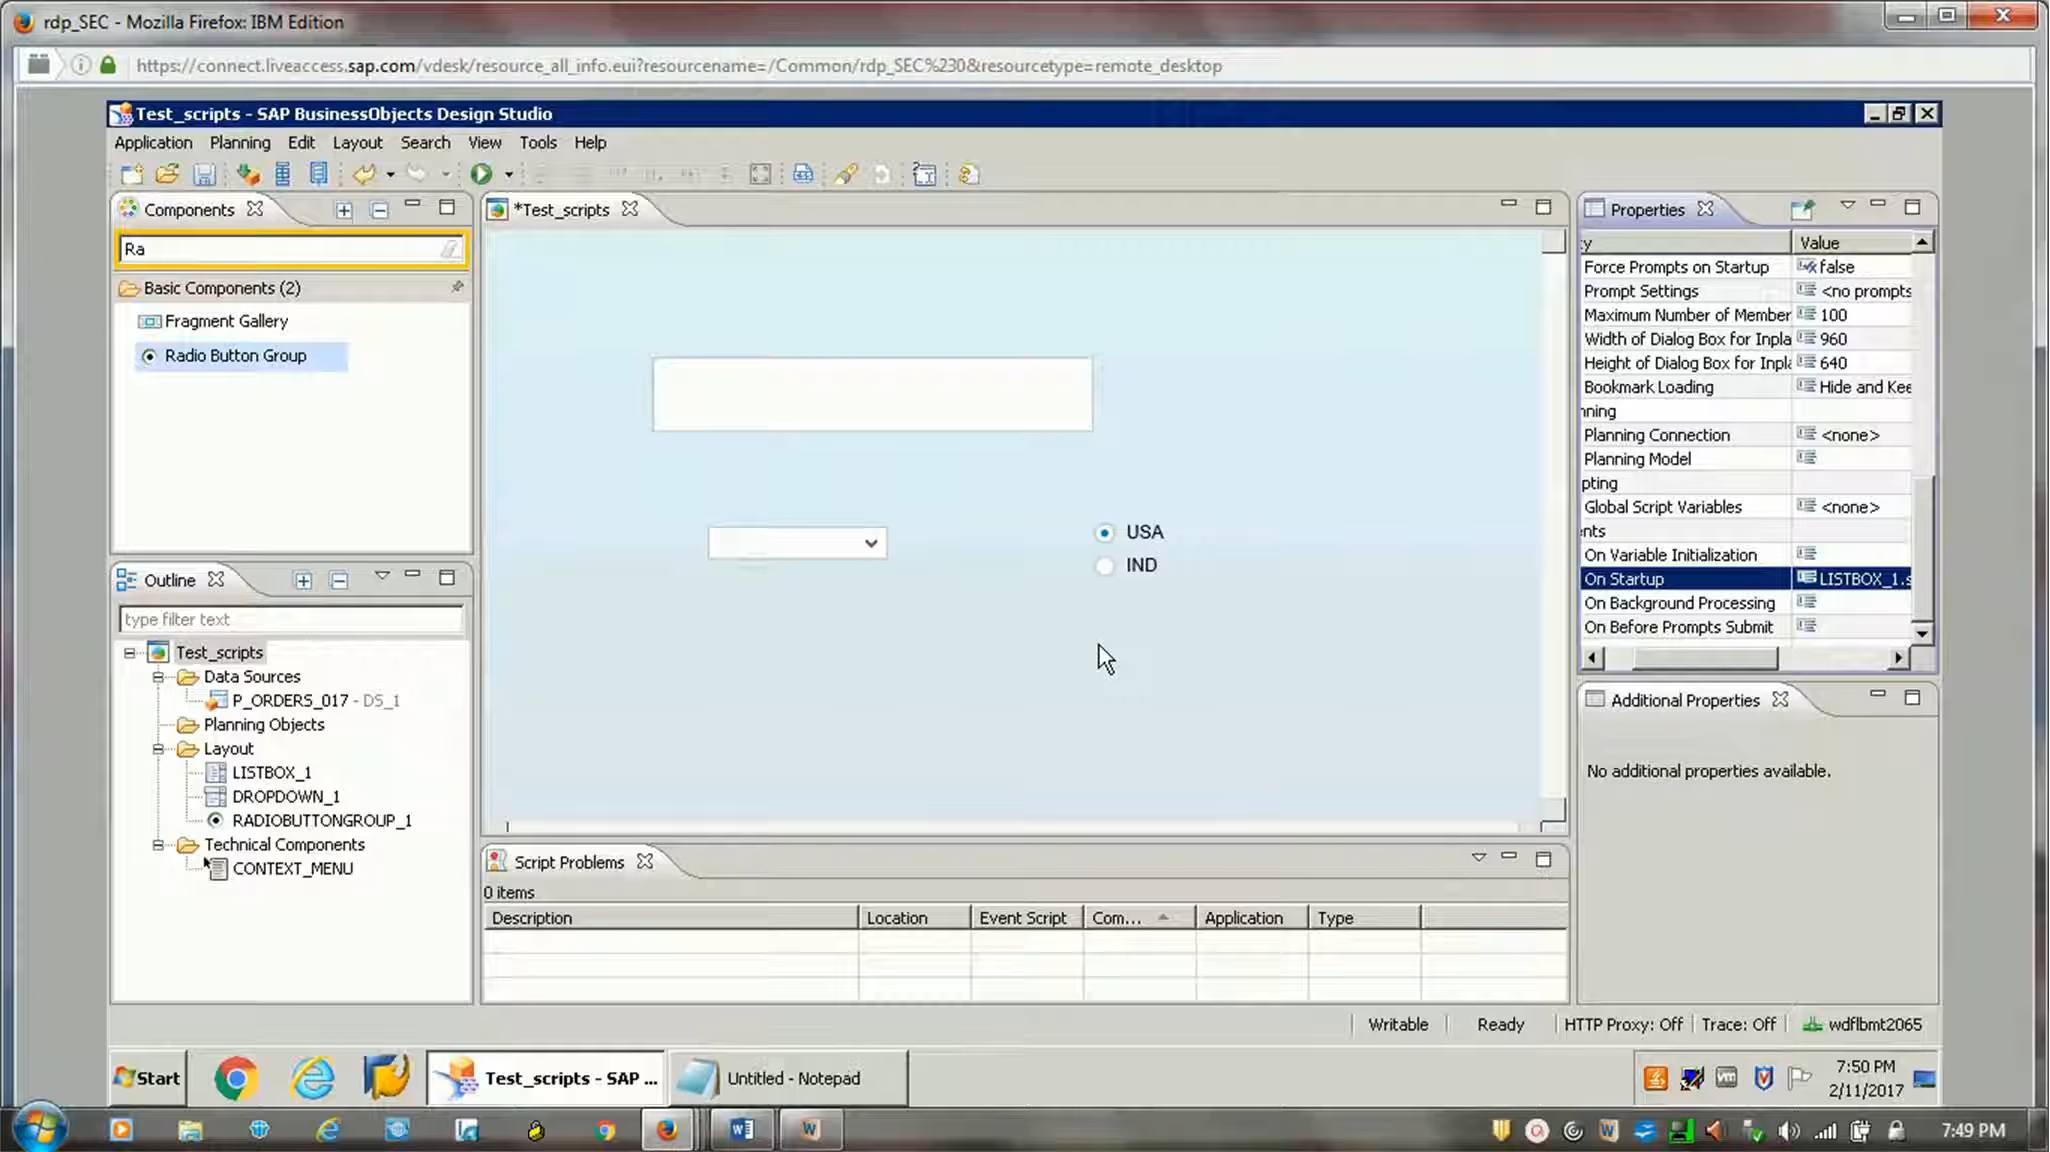 rdp_SEC - Mozilla Firefox: IBM Edition
https://connect.liveaccess.sap.com/vdesk/resource_all_info.eui?resourcename=/Common/rdp_SEC%230&resourcetype=remote_desktop
Test_scripts - SAP BusinessObjects Design Studio
Application Planning Edit Layout Search View Tools Help
Components
Ra
Basic Components (2)
Fragment Gallery
Radio Button Group
Outline
type filter text
Test_scripts
Data Sources
P_ORDERS_017 - DS_1
Planning Objects
Layout
LISTBOX_1
DROPDOWN_1
RADIOBUTTONGROUP_1
Technical Components
CONTEXT_MENU
*Test_scripts
USA
IND
Script Problems
0 items
Description Location Event Script Com... Application Type
Properties
y Value
Force Prompts on Startup false
Prompt Settings <no prompts
Maximum Number of Member 100
Width of Dialog Box for Inpla 960
Height of Dialog Box for Inpla 640
Bookmark Loading Hide and Kee
nning
Planning Connection <none>
Planning Model
ipting
Global Script Variables <none>
nts
On Variable Initialization
On Startup LISTBOX_1.s
On Background Processing
On Before Prompts Submit
Additional Properties
No additional properties available.
Writable Ready HTTP Proxy: Off Trace: Off wdflbmt2065
Start Test_scripts - SAP ... Untitled - Notepad
7:50 PM
2/11/2017
7:49 PM